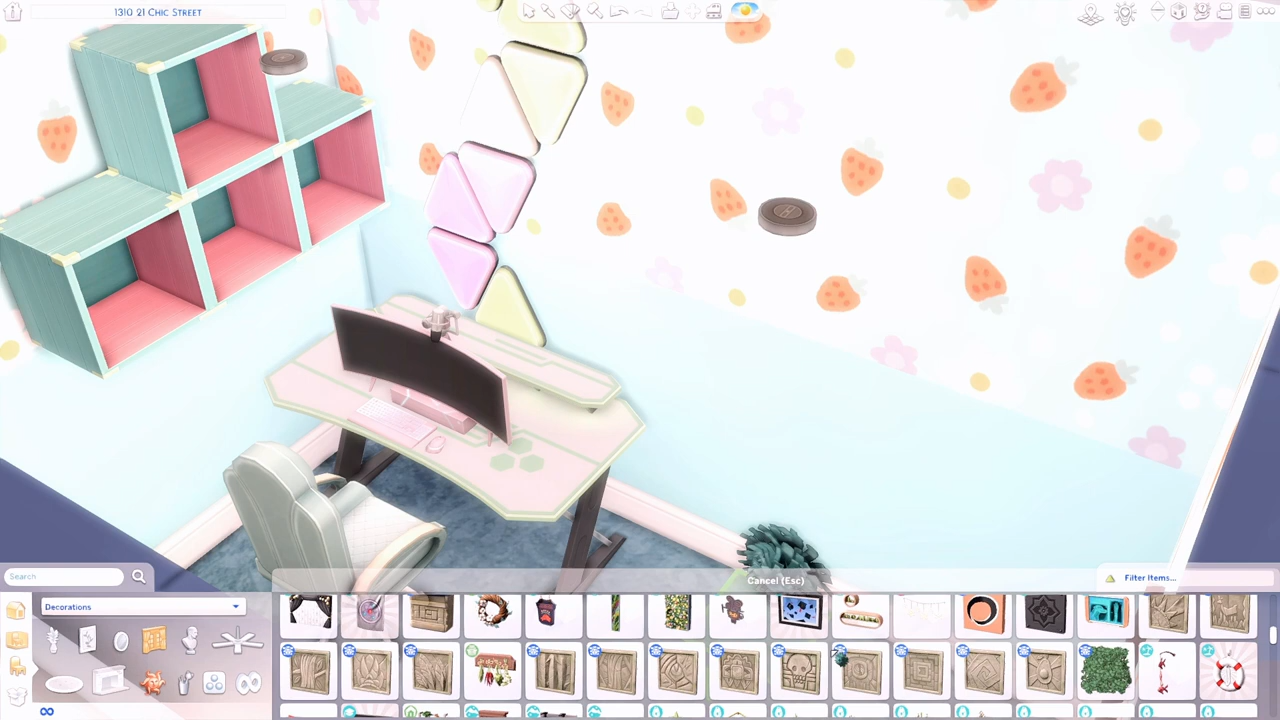 1310 21 Chic Street
Cancel (Esc)
Search
Filter Items...
Decorations